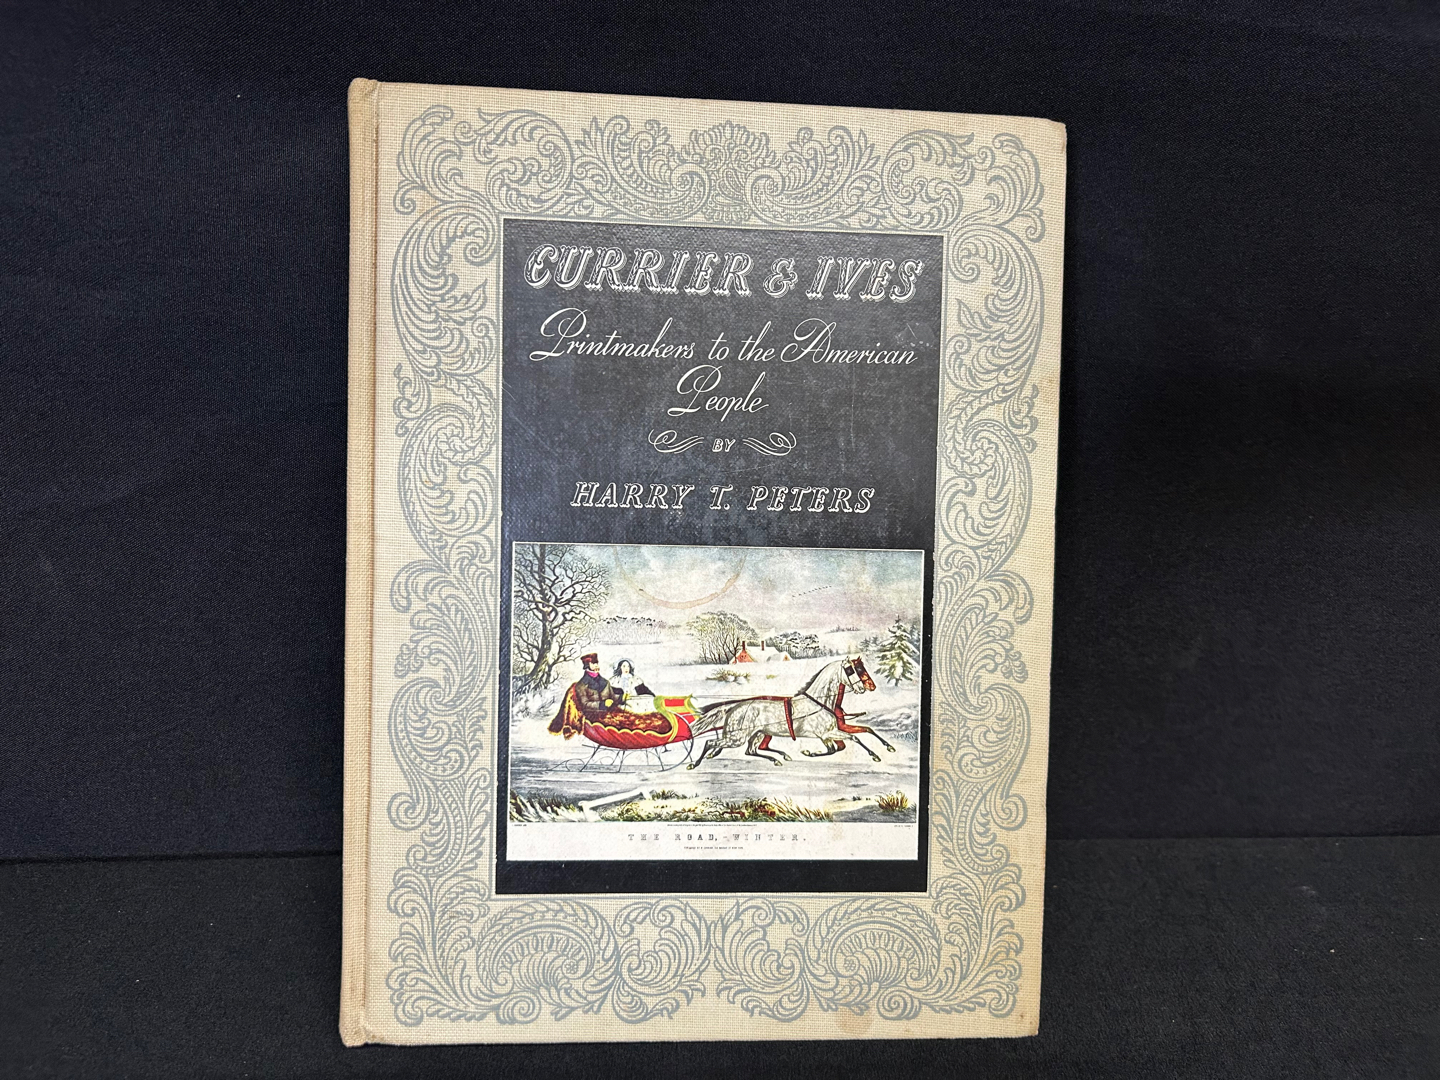 CURRIER & IVES
Printmakers to the American
People
BY
HARRY T. PETERS
THE ROAD, WINTER.